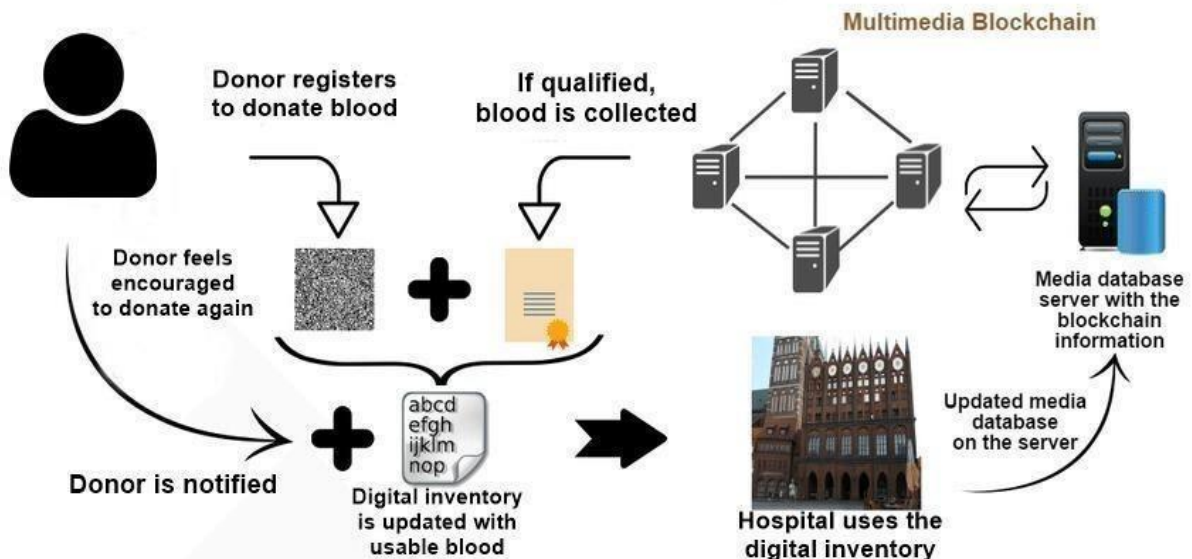 Multimedia Blockchain
Donor registers
to donate blood
If qualified,
blood is collected
Donor feels
encouraged
to donate again
Media database
server with the
blockchain
information
abcd
efgh
ijklm
nop
Updated media
database
on the server
Donor is notified
Digital inventory
is updated with
usable blood
Hospital uses the
digital inventory